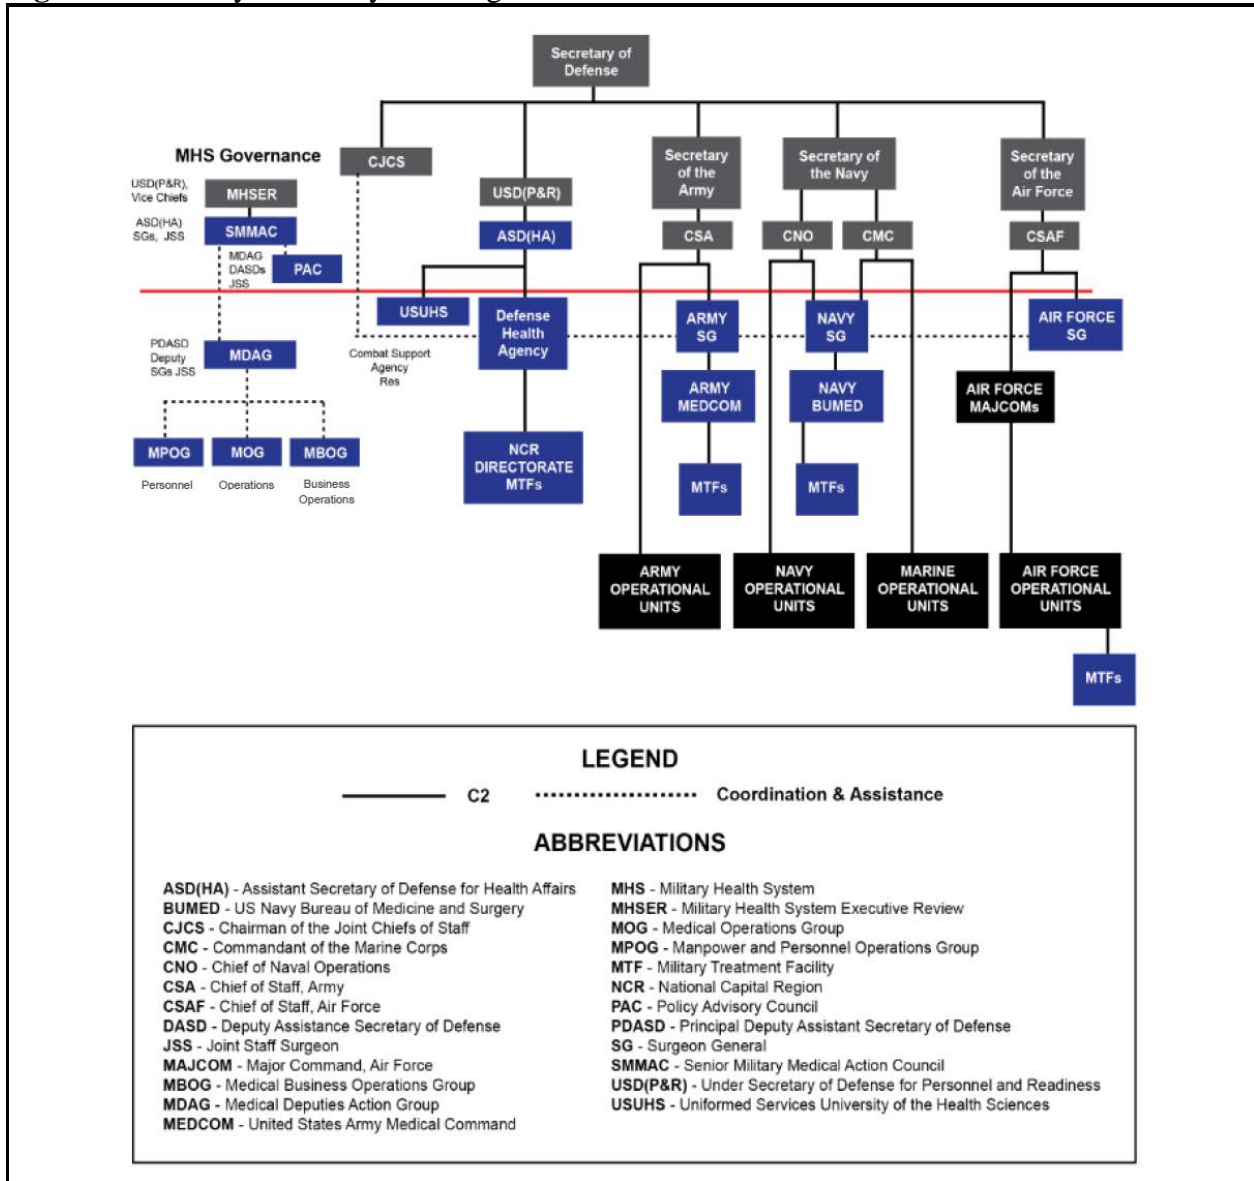 Secretary of
Defense
MHS Governance
CJCS
Secretary
of the
Army
Secretary of
the Navy
Secretary
of the
Air Force
USD(P&R),
Vice Chiefs
MHSER
USD(P&R)
ASD(HA)
SGs, JSS
SMMAC
ASD(HA)
CSA
CNO
CMC
CSAF
MDAG
DASDs
JSS
PAC
USUHS
Defense
Health
Agency
ARMY
SG
NAVY
SG
AIR FORCE
SG
PDASD
Deputy
SGs JSS
MDAG
Combat Support
Agency
Res
ARMY
MEDCOM
NAVY
BUMED
AIR FORCE
MAJCOMs
MPOG
MOG
MBOG
Personnel
Operations
Business
Operations
NCR
DIRECTORATE
MTFs
MTFs
MTFs
ARMY
OPERATIONAL
UNITS
NAVY
OPERATIONAL
UNITS
MARINE
OPERATIONAL
UNITS
AIR FORCE
OPERATIONAL
UNITS
MTFs
LEGEND
C2
Coordination & Assistance
ABBREVIATIONS
ASD(HA) - Assistant Secretary of Defense for Health Affairs
BUMED - US Navy Bureau of Medicine and Surgery
CJCS - Chairman of the Joint Chiefs of Staff
CMC - Commandant of the Marine Corps
CNO - Chief of Naval Operations
CSA - Chief of Staff, Army
CSAF - Chief of Staff, Air Force
DASD - Deputy Assistance Secretary of Defense
JSS - Joint Staff Surgeon
MAJCOM - Major Command, Air Force
MBOG - Medical Business Operations Group
MDAG - Medical Deputies Action Group
MEDCOM - United States Army Medical Command
MHS - Military Health System
MHSER - Military Health System Executive Review
MOG - Medical Operations Group
MPOG - Manpower and Personnel Operations Group
MTF - Military Treatment Facility
NCR - National Capital Region
PAC - Policy Advisory Council
PDASD - Principal Deputy Assistant Secretary of Defense
SG - Surgeon General
SMMAC - Senior Military Medical Action Council
USD(P&R) - Under Secretary of Defense for Personnel and Readiness
USUHS - Uniformed Services University of the Health Sciences